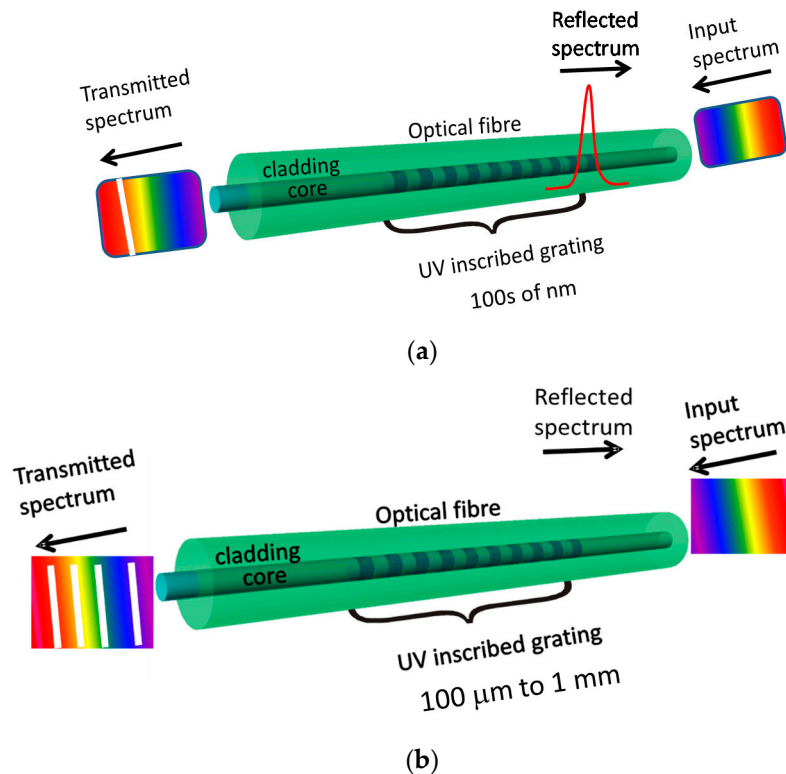 Reflected
spectrum
Input
spectrum
Transmitted
spectrum
Optical fibre
cladding
core
UV inscribed grating
100s of nm
(a)
Reflected
spectrum
Input
spectrum
Transmitted
spectrum
Optical fibre
cladding
core
UV inscribed grating
100 μm to 1 mm
(b)